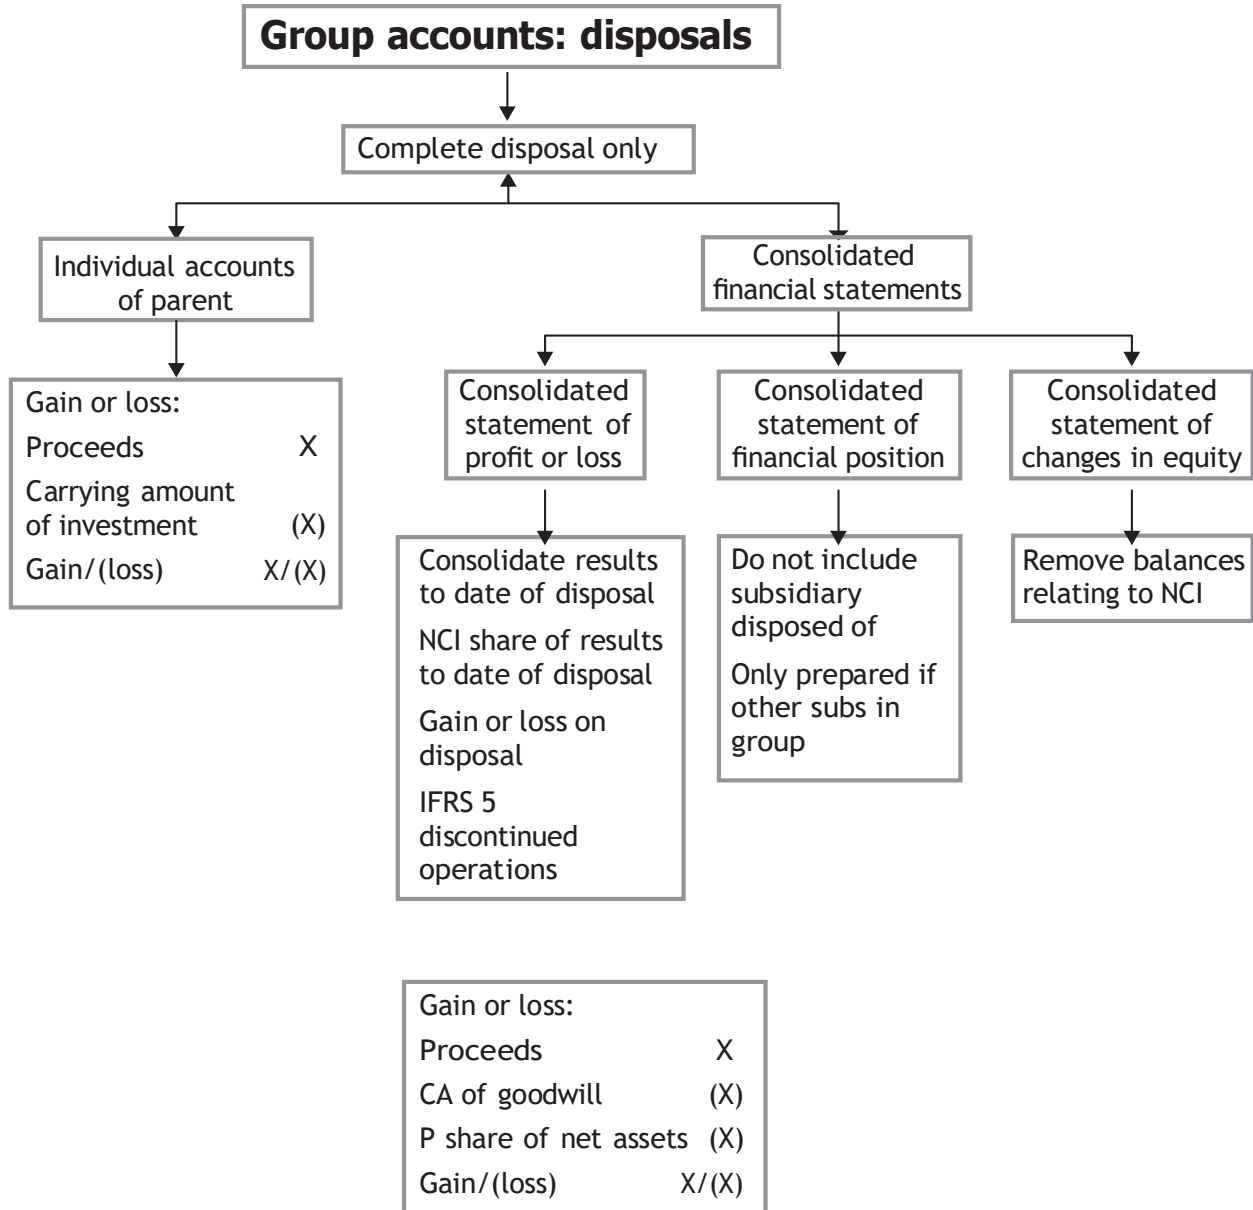 Group accounts: disposals
Complete disposal only
Individual accounts
of parent
Gain or loss:
Proceeds X
Carrying amount
of investment (X)
Gain/(loss) X/(X)
Consolidated
financial statements
Consolidated
statement of
profit or loss
Consolidate results
to date of disposal
NCI share of results
to date of disposal
Gain or loss on
disposal
IFRS 5
discontinued
operations
Consolidated
statement of
financial position
Do not include
subsidiary
disposed of
Only prepared if
other subs in
group
Consolidated
statement of
changes in equity
Remove balances
relating to NCI
Gain or loss:
Proceeds X
CA of goodwill (X)
P share of net assets (X)
Gain/(loss) X/(X)